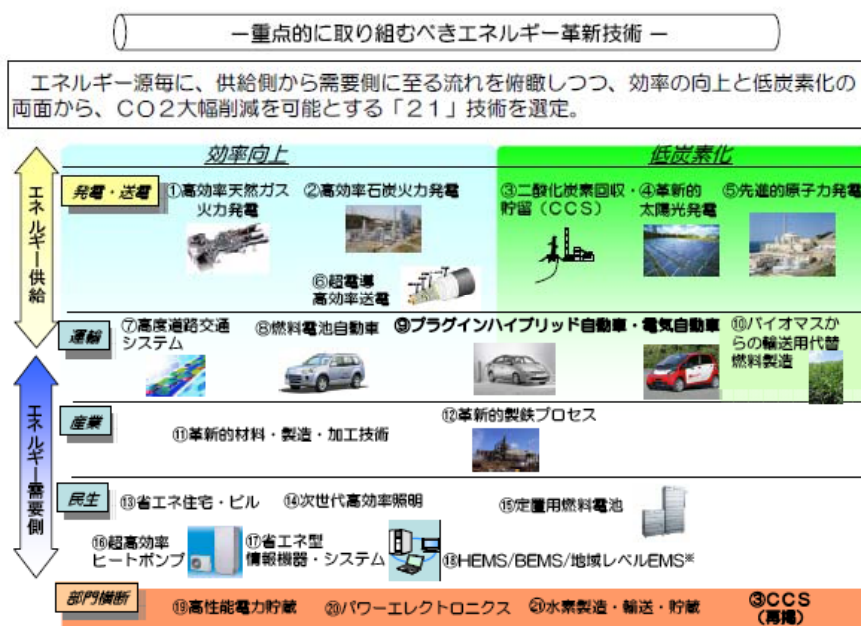 －重点的に取り組むべきエネルギー革新技術 －
エネルギー源毎に、供給側から需要側に至る流れを俯瞰しつつ、効率の向上と低炭素化の
両面から、ＣＯ２大幅削減を可能とする「２１」技術を選定。
効率向上
低炭素化
エネルギー供給
発電・送電
①高効率天然ガス
火力発電
②高効率石炭火力発電
③二酸化炭素回収・
貯留（ＣＣＳ）
④革新的
太陽光発電
⑤先進的原子力発電
⑥超電導
高効率送電
運輸
⑦高度道路交通
システム
⑧燃料電池自動車
⑨プラグインハイブリッド自動車・電気自動車
⑩バイオマスか
らの輸送用代替
燃料製造
エネルギー需要側
産業
⑪革新的材料・製造・加工技術
⑫革新的製鉄プロセス
民生
⑬省エネ住宅・ビル
⑭次世代高効率照明
⑮定置用燃料電池
⑯超高効率
ヒートポンプ
⑰省エネ型
情報機器・システム
⑱HEMS/BEMS/地域レベルEMS※
部門横断
⑲高性能電力貯蔵
⑳パワーエレクトロニクス
㉑水素製造・輸送・貯蔵
③ＣＣＳ
（再掲）